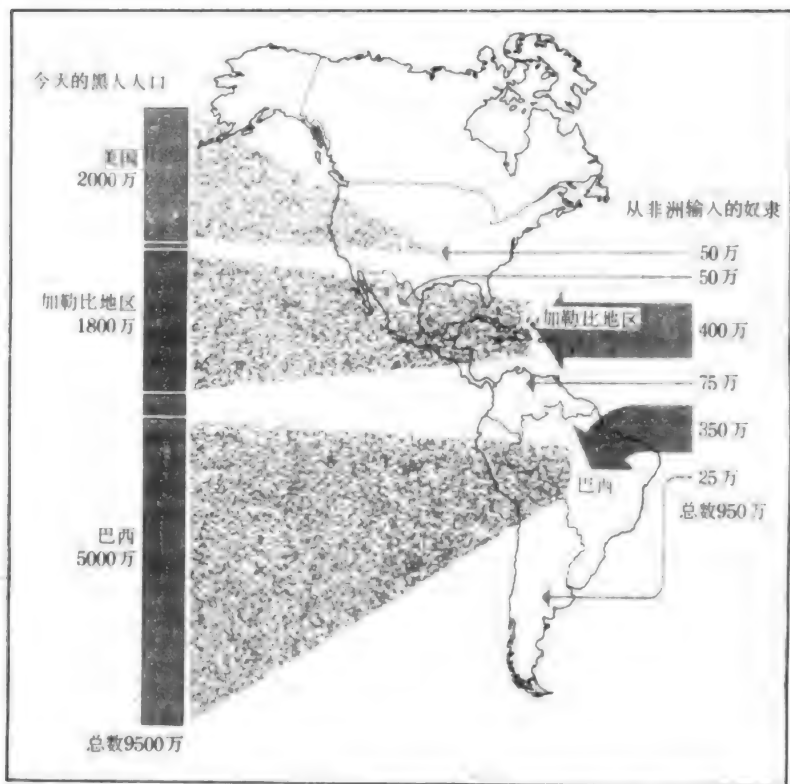 今天的黑人人口
美国
2000万
加勒比地区
1800万
巴西
5000万
总数9500万
从非洲输入的奴隶
50万
50万
加勒比地区
400万
75万
350万
25万
巴西
总数950万